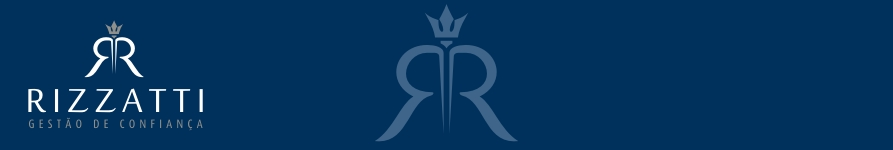 RIZZATTI
GESTÃO DE CONFIANÇA